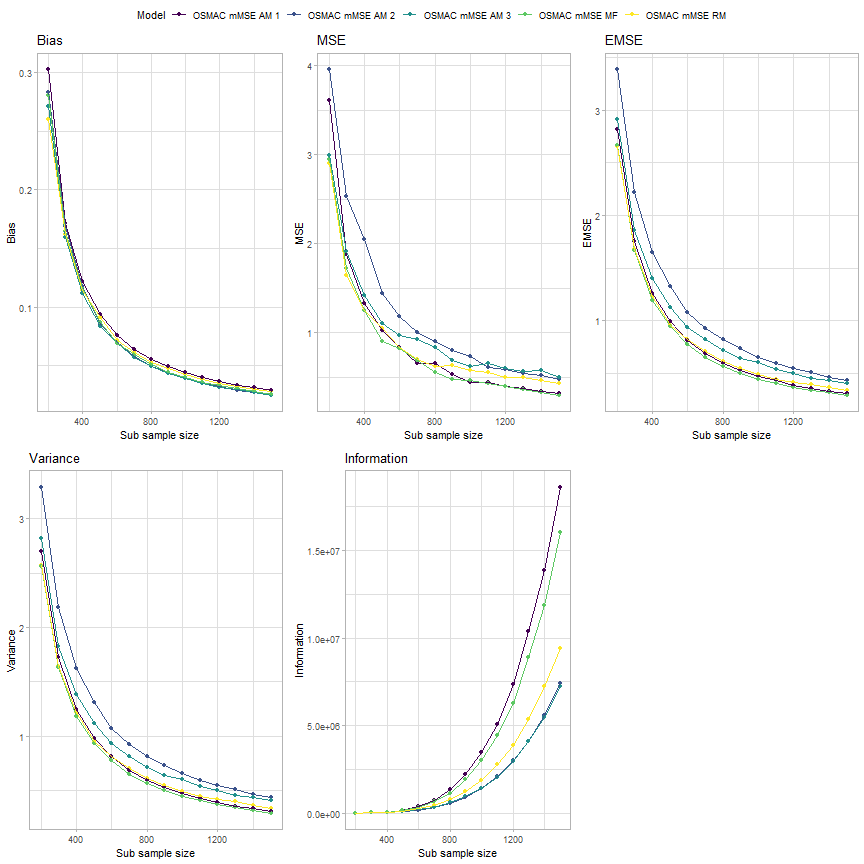 Model OSMAC mMSE AM 1 OSMAC mMSE AM 2 OSMAC mMSE AM 3 OSMAC mMSE MF OSMAC mMSE RM
Bias
MSE
EMSE
0.3
0.2
0.1
Bias
400 800 1200
Sub sample size
4
3
2
1
MSE
400 800 1200
Sub sample size
3
2
1
EMSE
400 800 1200
Sub sample size
Variance
Information
3
2
1
Variance
400 800 1200
Sub sample size
1.5e+07
1.0e+07
5.0e+06
0.0e+00
Information
400 800 1200
Sub sample size